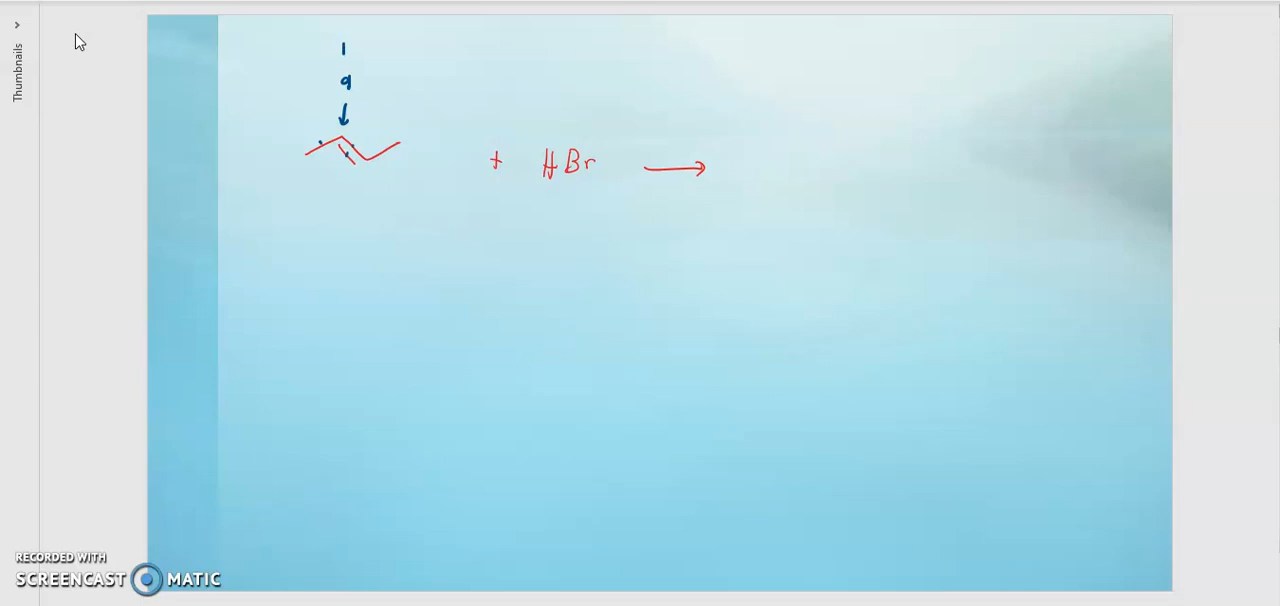 Thumbnails
1
9
+ HBr →
RECORDED WITH
SCREENCAST MATIC